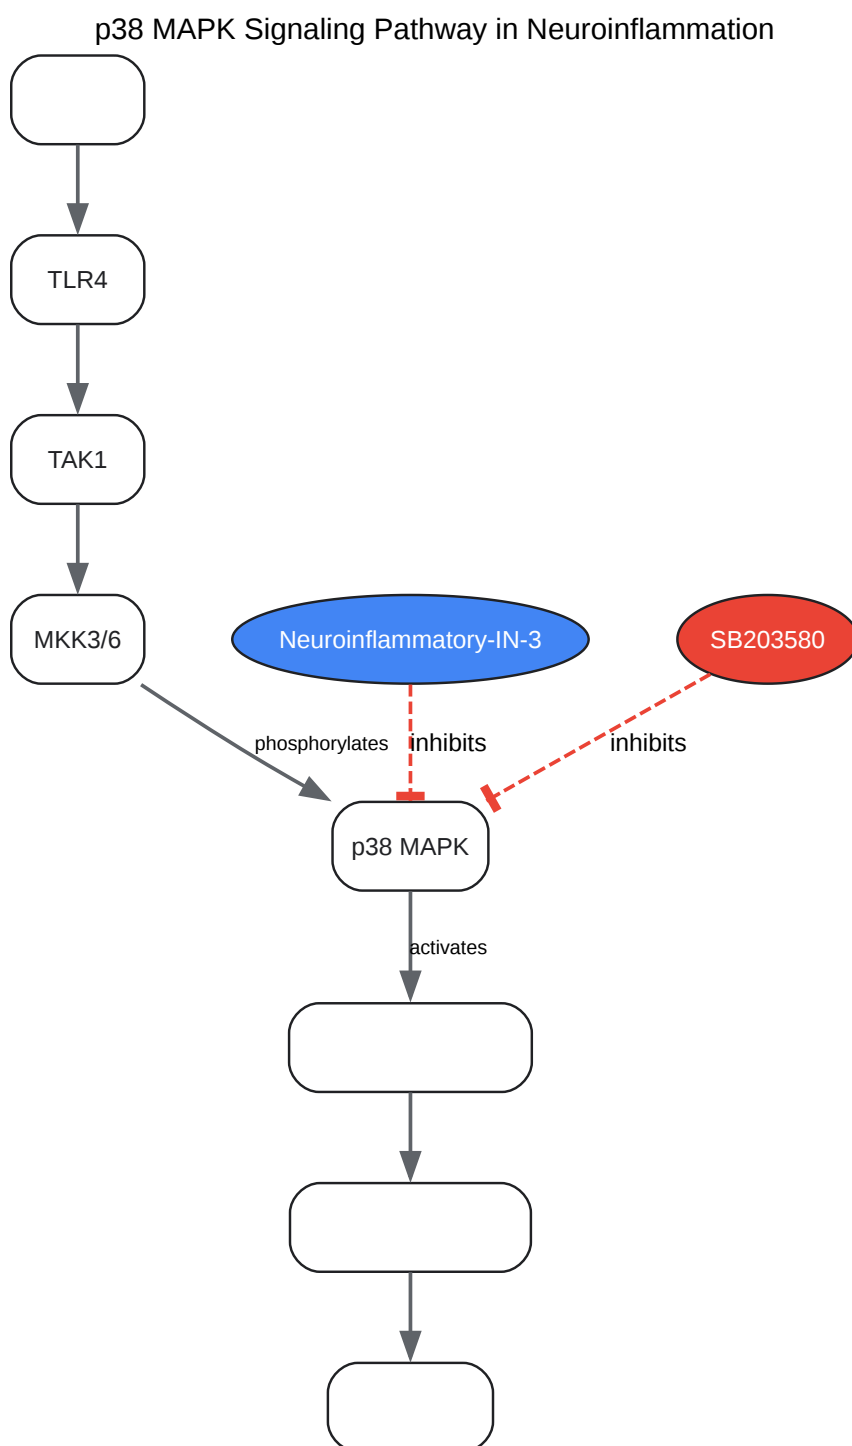 p38 MAPK Signaling Pathway in Neuroinflammation
TLR4
TAK1
MKK3/6
Neuroinflammatory-IN-3
SB203580
phosphorylates
inhibits
inhibits
p38 MAPK
activates